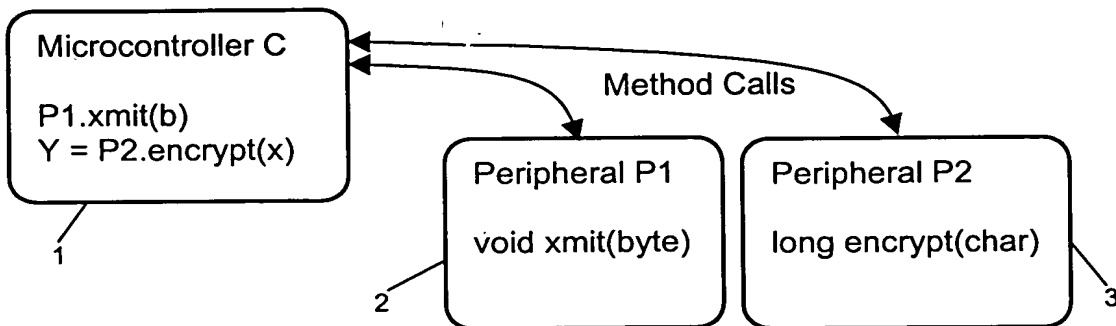 Microcontroller C
P1.xmit(b)
Y = P2.encrypt(x)
1
Method Calls
Peripheral P1
void xmit(byte)
2
Peripheral P2
long encrypt(char)
3